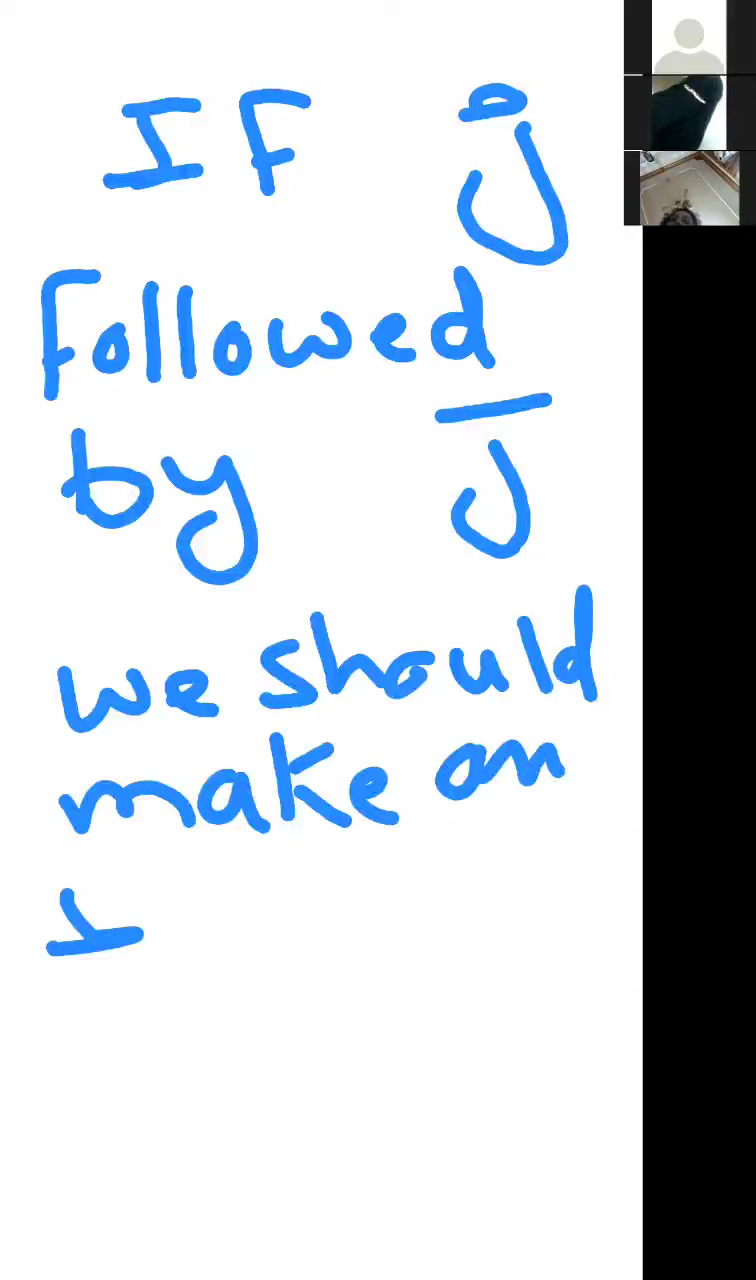 IF لْ
Followed
by لَ
we should
make an